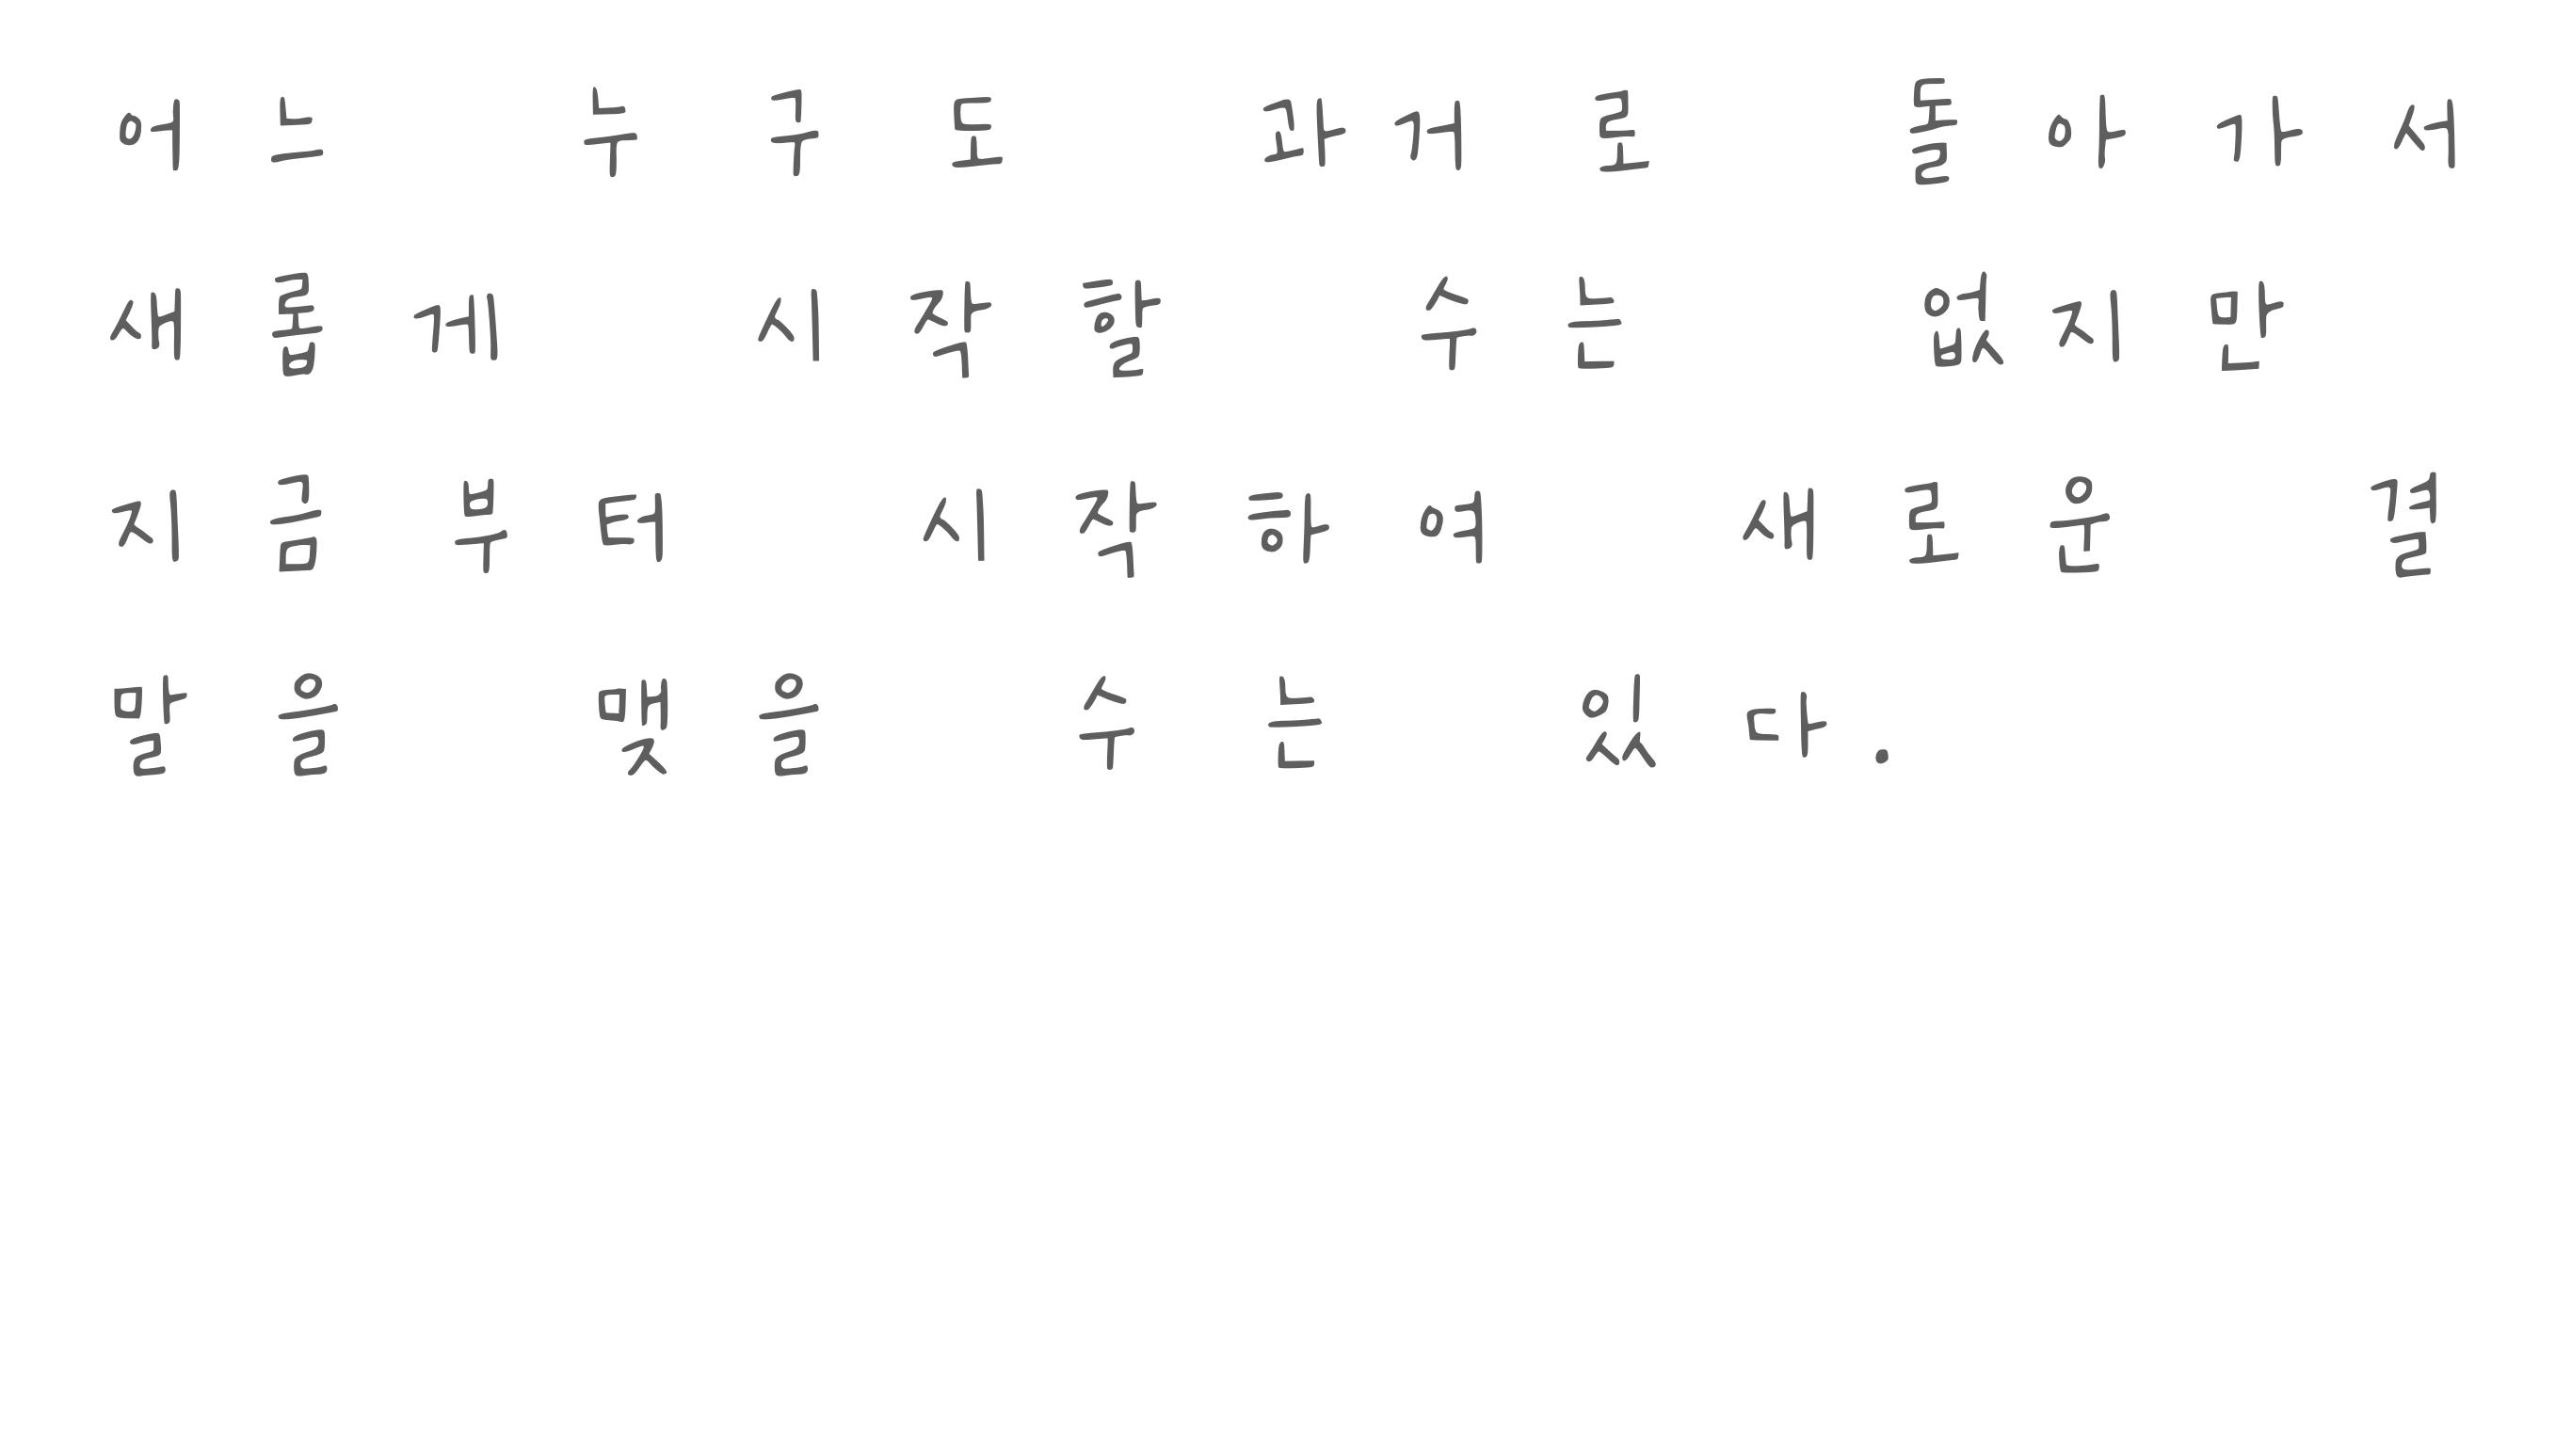 어느 누구도 과거로 돌아가서
새롭게 시작할 수는 없지만
지금부터 시작하여 새로운 결
말을 맺을 수는 있다.